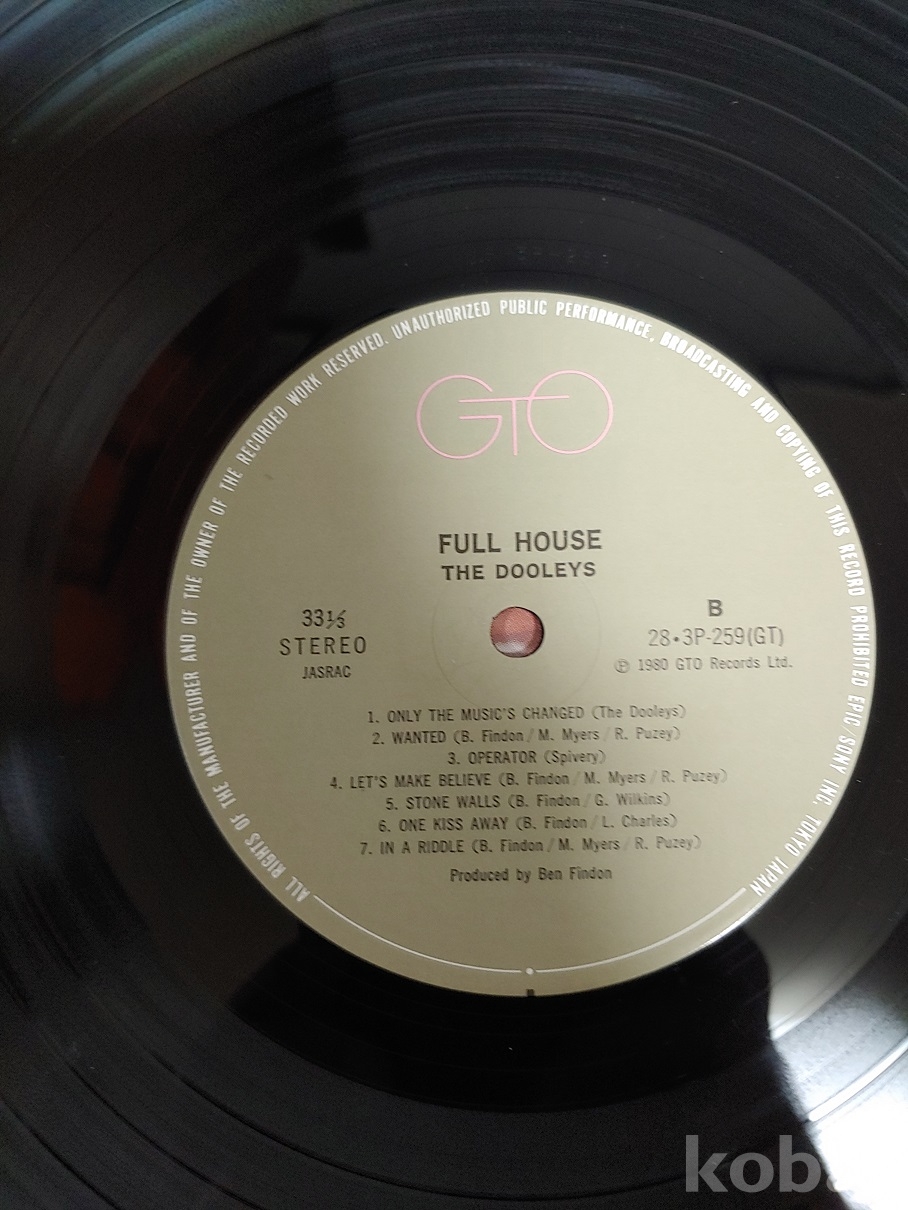 ALL RIGHTS OF THE MANUFACTURER AND OF THE OWNER OF THE RECORDED WORK RESERVED. UNAUTHORIZED PUBLIC PERFORMANCE, BROADCASTING AND COPYING OF THIS RECORD PROHIBITED EPIC/SONY INC. TOKYO JAPAN
GTO
FULL HOUSE
THE DOOLEYS
33⅓
STEREO
JASRAC
B
28・3P-259(GT)
℗ 1980 GTO Records Ltd.
1. ONLY THE MUSIC'S CHANGED (The Dooleys)
2. WANTED (B. Findon / M. Myers / R. Puzey)
3. OPERATOR (Spivery)
4. LET'S MAKE BELIEVE (B. Findon / M. Myers / R. Puzey)
5. STONE WALLS (B. Findon / G. Wilkins)
6. ONE KISS AWAY (B. Findon / L. Charles)
7. IN A RIDDLE (B. Findon / M. Myers / R. Puzey)
Produced by Ben Findon